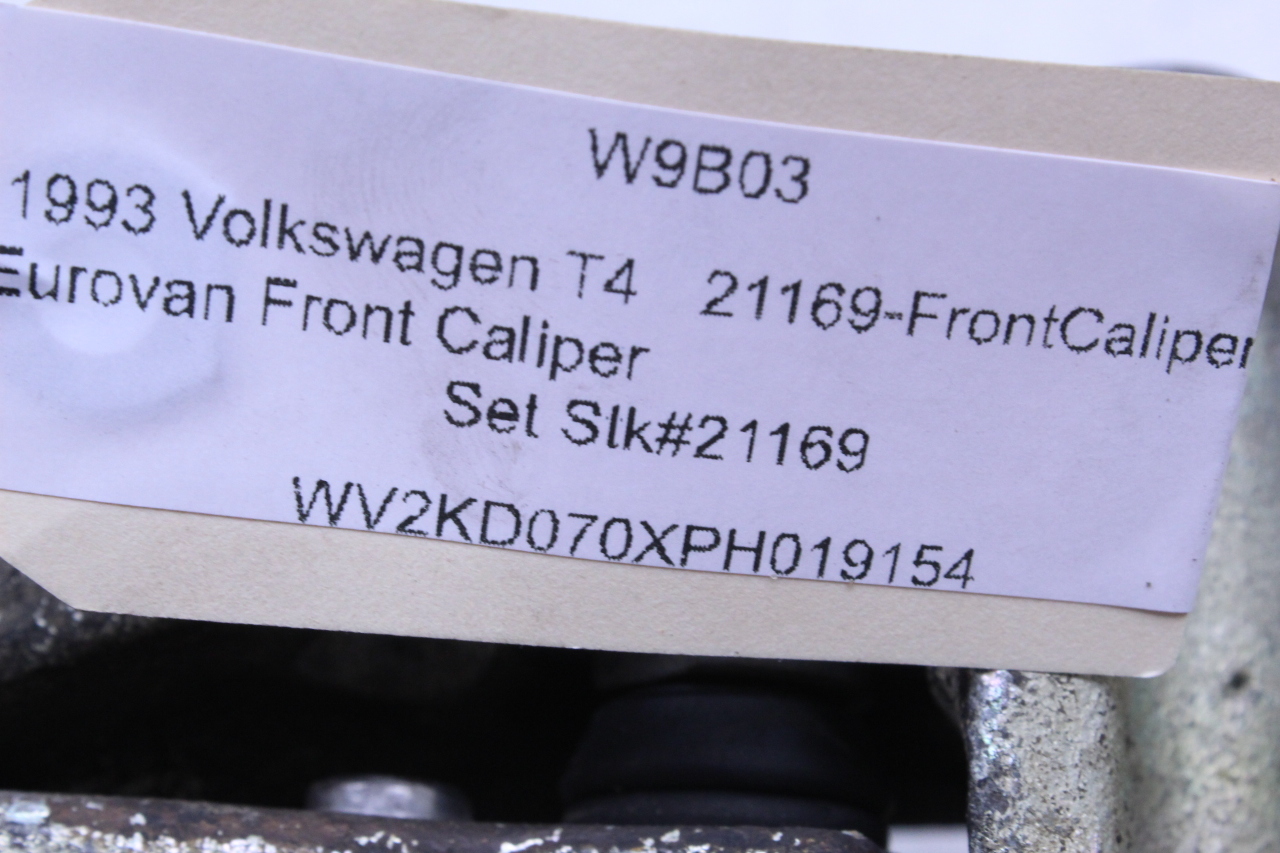 W9B03
1993 Volkswagen T4 21169-FrontCaliper
Eurovan Front Caliper
Set Stk#21169
WV2KD070XPH019154